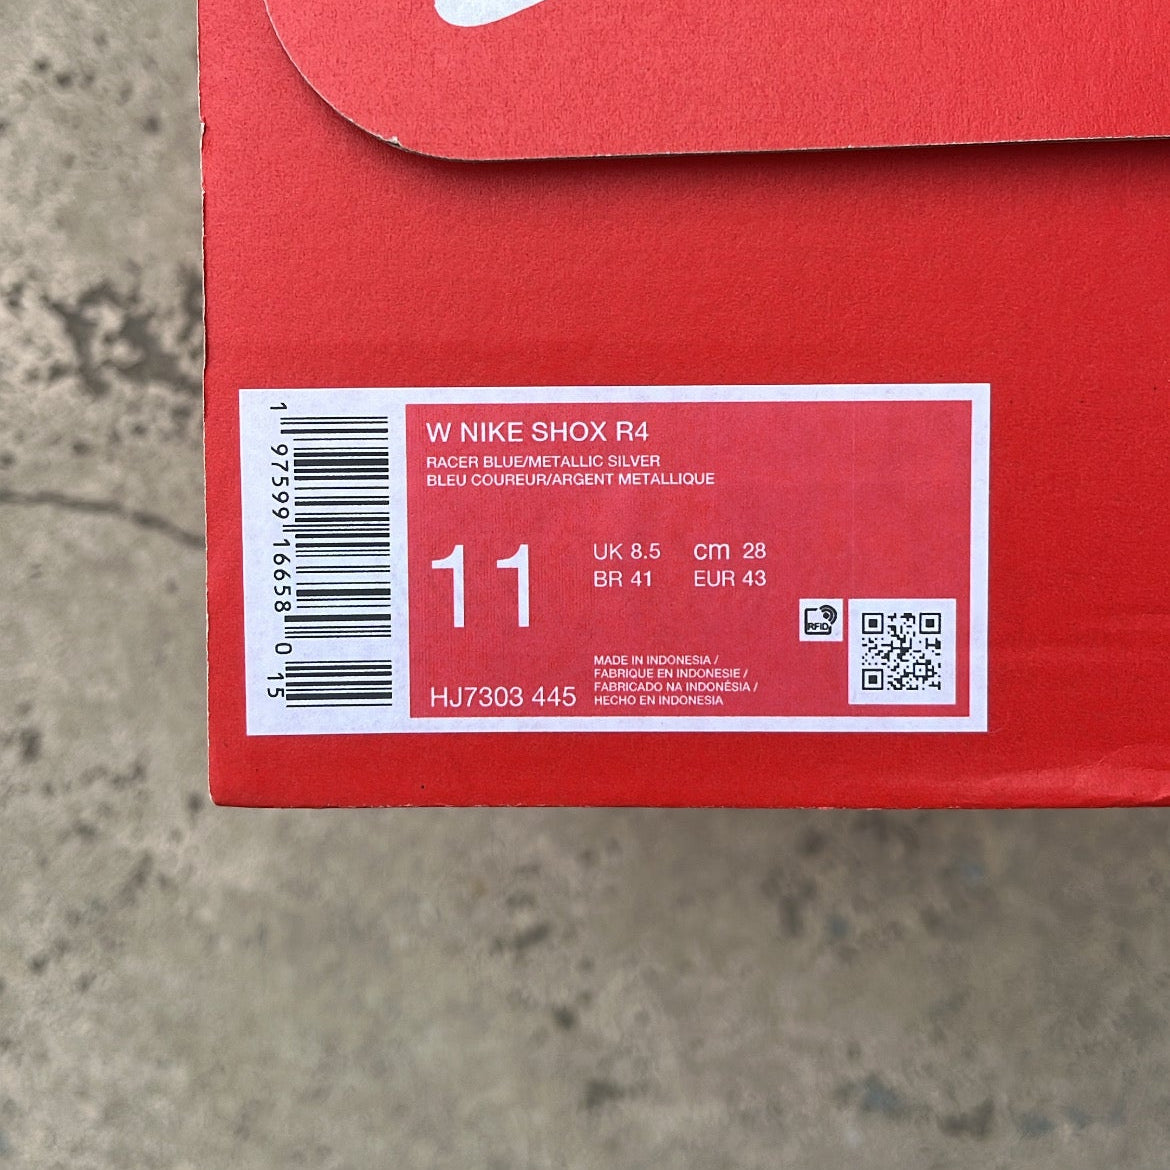 W NIKE SHOX R4
RACER BLUE/METALLIC SILVER
BLEU COUREUR/ARGENT METALLIQUE
11
UK 8.5 cm 28
BR 41 EUR 43
RFID
HJ7303 445
MADE IN INDONESIA /
FABRIQUE EN INDONESIE /
FABRICADO NA INDONÉSIA /
HECHO EN INDONESIA
1 97599 16658 0 15